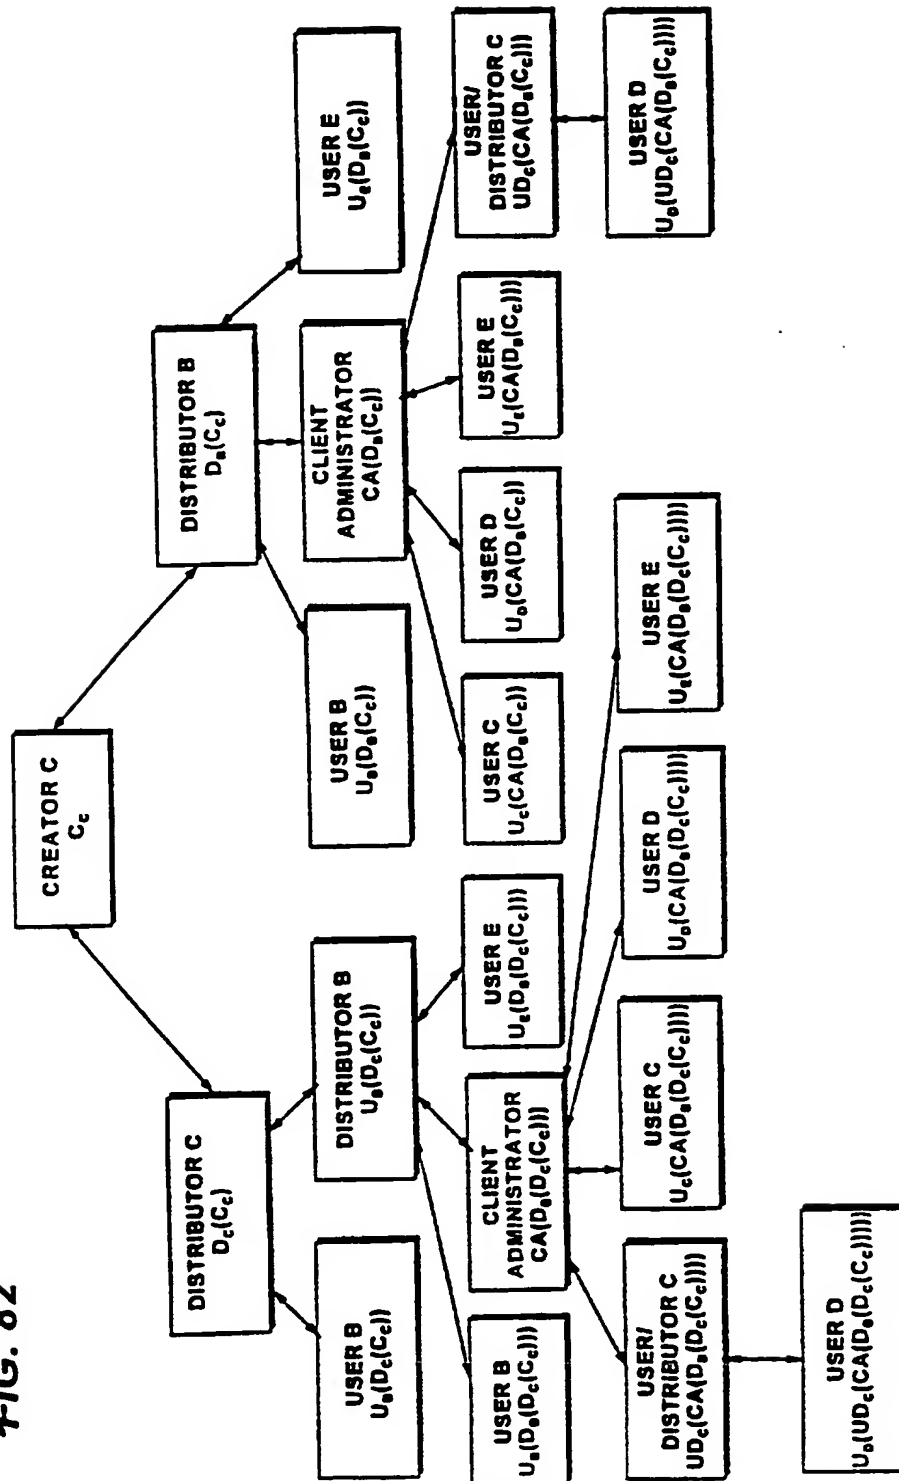 FIG. 82
CREATOR C
C_C
DISTRIBUTOR C
D_C(C_C)
DISTRIBUTOR B
D_B(C_C)
USER B
U_B(D_C(C_C))
DISTRIBUTOR B
U_B(D_C(C_C))
USER B
U_B(D_B(C_C))
CLIENT
ADMINISTRATOR
CA(D_B(C_C))
USER E
U_E(D_B(C_C))
USER B
U_B(D_B(D_C(C_C)))
CLIENT
ADMINISTRATOR
CA(D_B(D_C(C_C)))
USER E
U_E(D_B(D_C(C_C)))
USER C
U_C(CA(D_B(C_C))
USER D
U_D(CA(D_B(C_C))
USER E
U_E(CA(D_B(C_C)))
USER/
DISTRIBUTOR C
UD_C(CA(D_B(C_C)))
USER/
DISTRIBUTOR C
UD_C(CA(D_B(D_C(C_C))))
USER C
U_C(CA(D_B(D_C(C_C))))
USER D
U_D(CA(D_B(D_C(C_C))))
USER E
U_E(CA(D_B(D_C(C_C))))
USER D
U_D(UD_C(CA(D_B(C_C))))
USER D
U_D(UD_C(CA(D_B(D_C(C_C)))))